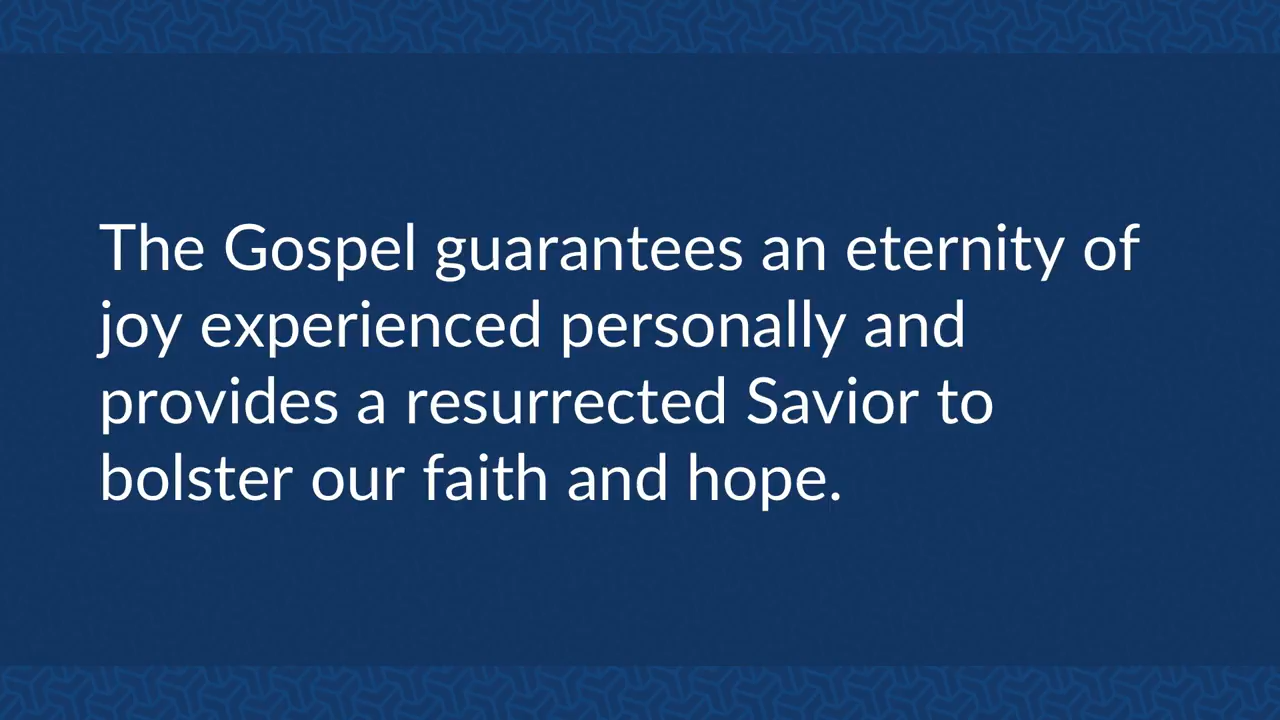 The Gospel guarantees an eternity of
joy experienced personally and
provides a resurrected Savior to
bolster our faith and hope.